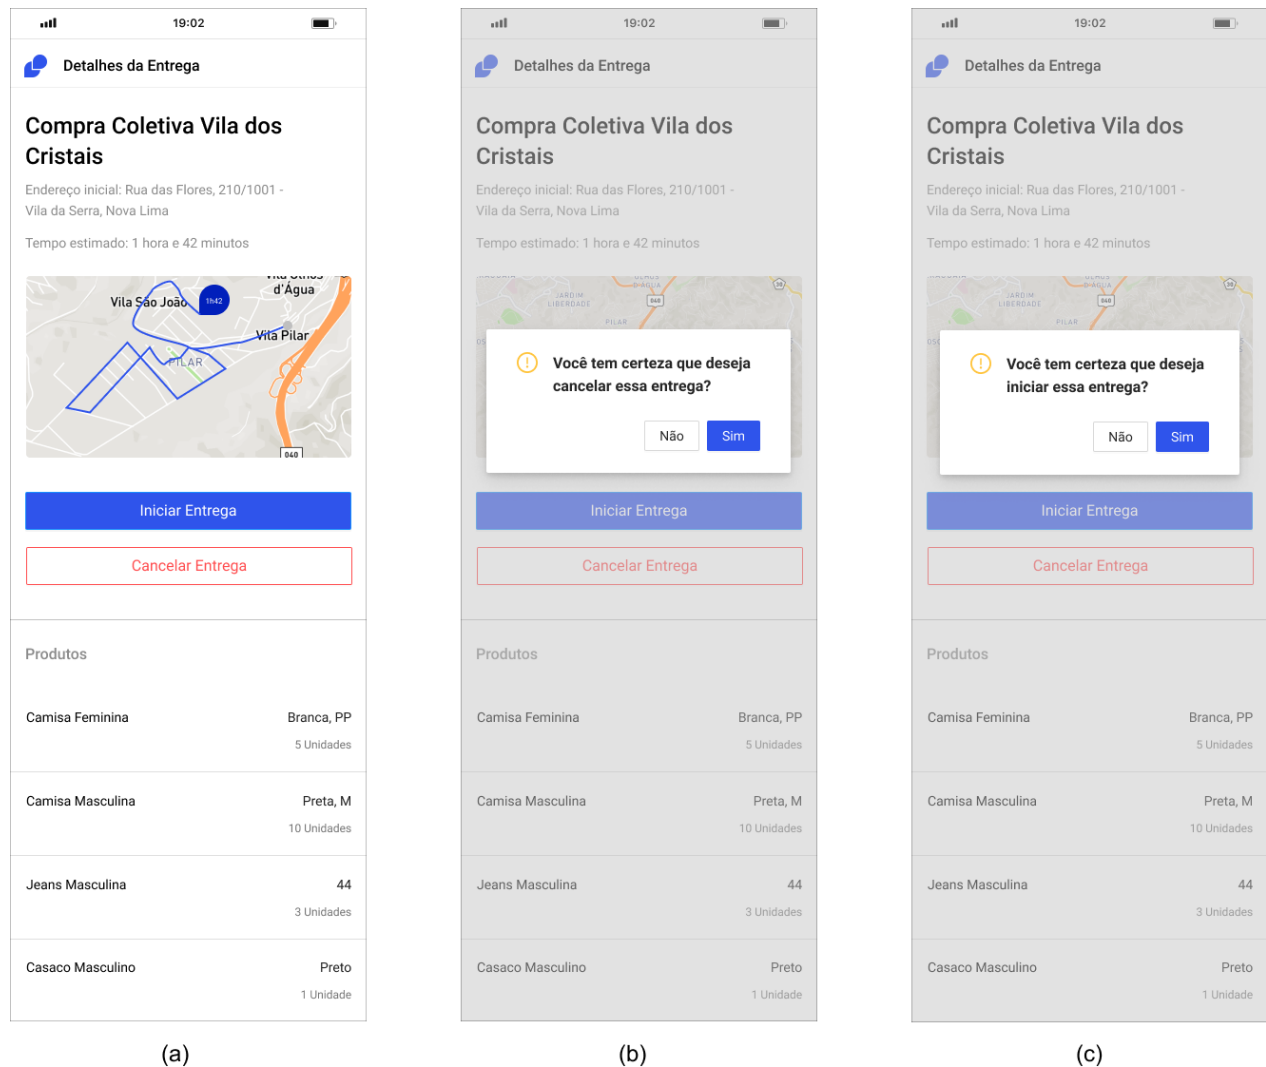 19:02
Detalhes da Entrega
Compra Coletiva Vila dos
Cristais
Endereço inicial: Rua das Flores, 210/1001 -
Vila da Serra, Nova Lima
Tempo estimado: 1 hora e 42 minutos
d'Água
Vila São João
1h42
Vila Pilar
PILAR
040
Iniciar Entrega
Cancelar Entrega
Produtos
Camisa Feminina Branca, PP
5 Unidades
Camisa Masculina Preta, M
10 Unidades
Jeans Masculina 44
3 Unidades
Casaco Masculino Preto
1 Unidade
(a)
19:02
Detalhes da Entrega
Compra Coletiva Vila dos
Cristais
Endereço inicial: Rua das Flores, 210/1001 -
Vila da Serra, Nova Lima
Tempo estimado: 1 hora e 42 minutos
D'ÁGUA
JARDIM
LIBERDADE
040
PILAR
Você tem certeza que deseja
cancelar essa entrega?
Não Sim
Iniciar Entrega
Cancelar Entrega
Produtos
Camisa Feminina Branca, PP
5 Unidades
Camisa Masculina Preta, M
10 Unidades
Jeans Masculina 44
3 Unidades
Casaco Masculino Preto
1 Unidade
(b)
19:02
Detalhes da Entrega
Compra Coletiva Vila dos
Cristais
Endereço inicial: Rua das Flores, 210/1001 -
Vila da Serra, Nova Lima
Tempo estimado: 1 hora e 42 minutos
D'ÁGUA
JARDIM
LIBERDADE
040
PILAR
Você tem certeza que deseja
iniciar essa entrega?
Não Sim
Iniciar Entrega
Cancelar Entrega
Produtos
Camisa Feminina Branca, PP
5 Unidades
Camisa Masculina Preta, M
10 Unidades
Jeans Masculina 44
3 Unidades
Casaco Masculino Preto
1 Unidade
(c)